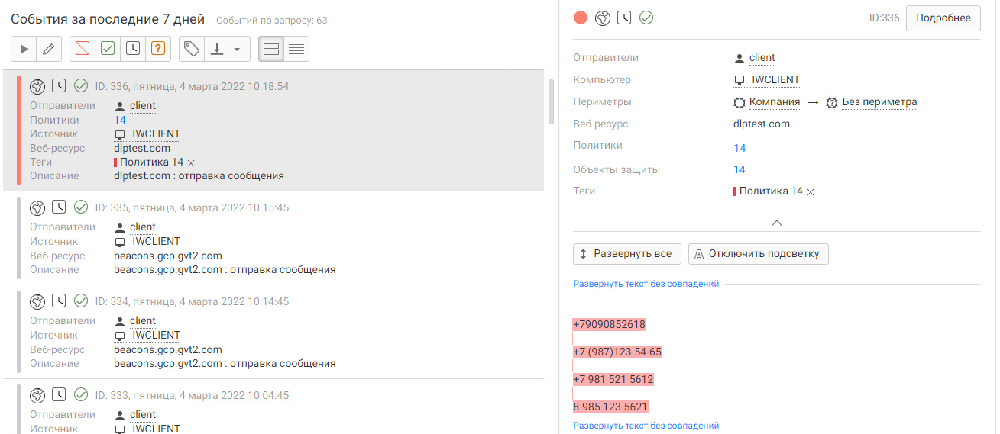 События за последние 7 дней Событий по запросу: 63
ID: 336, пятница, 4 марта 2022 10:18:54
Отправители client
Политики 14
Источник IWCLIENT
Веб-ресурс dlptest.com
Теги Политика 14
Описание dlptest.com : отправка сообщения
ID: 335, пятница, 4 марта 2022 10:15:45
Отправители client
Источник IWCLIENT
Веб-ресурс beacons.gcp.gvt2.com
Описание beacons.gcp.gvt2.com : отправка сообщения
ID: 334, пятница, 4 марта 2022 10:14:45
Отправители client
Источник IWCLIENT
Веб-ресурс beacons.gcp.gvt2.com
Описание beacons.gcp.gvt2.com : отправка сообщения
ID: 333, пятница, 4 марта 2022 10:04:45
Отправители client
Источник IWCLIENT
ID:336 Подробнее
Отправители client
Компьютер IWCLIENT
Периметры Компания → Без периметра
Веб-ресурс dlptest.com
Политики 14
Объекты защиты 14
Теги Политика 14
Развернуть все Отключить подсветку
Развернуть текст без совпадений
+79090852618
+7 (987)123-54-65
+7 981 521 5612
8-985 123-5621
Развернуть текст без совпадений